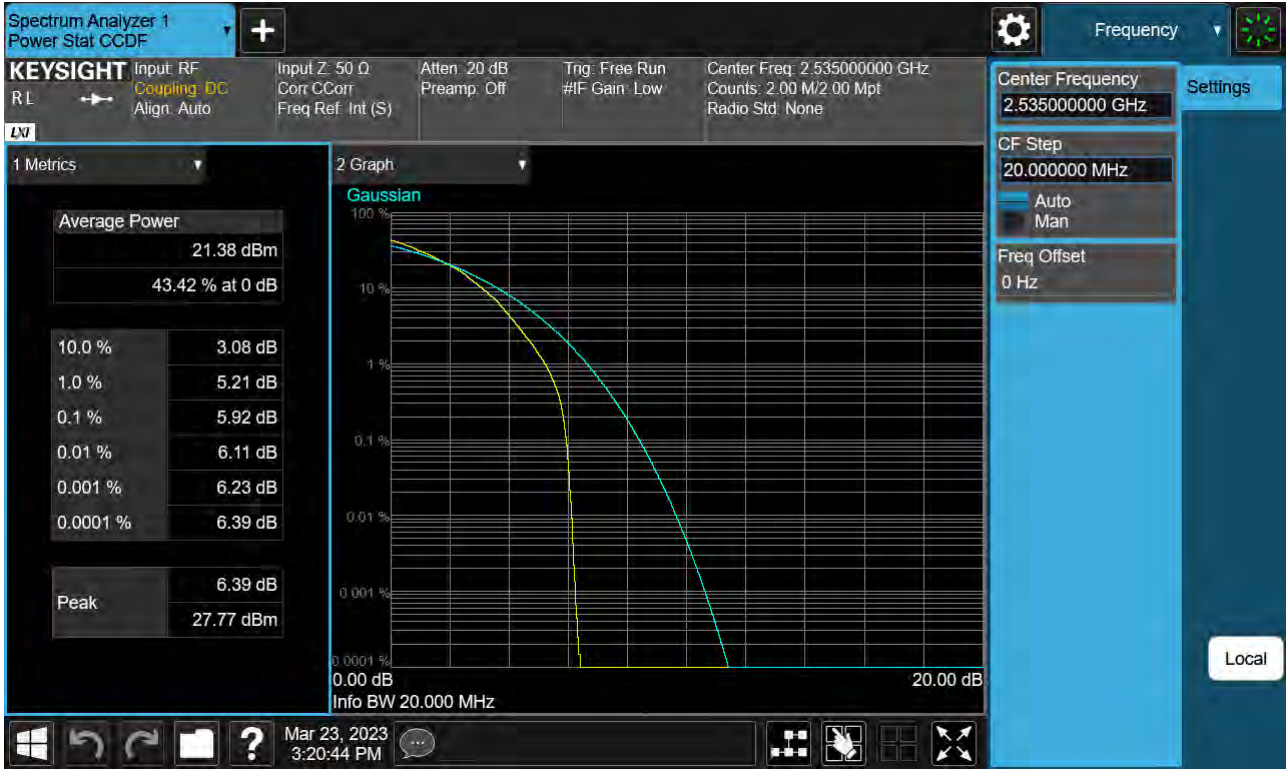 Spectrum Analyzer 1
Power Stat CCDF
+
Frequency
KEYSIGHT
RL
LXI
Input: RF
Coupling: DC
Align: Auto
Input Z: 50 Ω
Corr CCorr
Freq Ref: Int (S)
Atten: 20 dB
Preamp: Off
Trig: Free Run
#IF Gain: Low
Center Freq: 2.535000000 GHz
Counts: 2.00 M/2.00 Mpt
Radio Std: None
1 Metrics
Average Power
21.38 dBm
43.42 % at 0 dB
10.0 % 3.08 dB
1.0 % 5.21 dB
0.1 % 5.92 dB
0.01 % 6.11 dB
0.001 % 6.23 dB
0.0001 % 6.39 dB
Peak
6.39 dB
27.77 dBm
2 Graph
Gaussian
100 %
10 %
1 %
0.1 %
0.01 %
0.001 %
0.0001 %
0.00 dB 20.00 dB
Info BW 20.000 MHz
Center Frequency
2.535000000 GHz
CF Step
20.000000 MHz
Auto
Man
Freq Offset
0 Hz
Settings
Local
?
Mar 23, 2023
3:20:44 PM